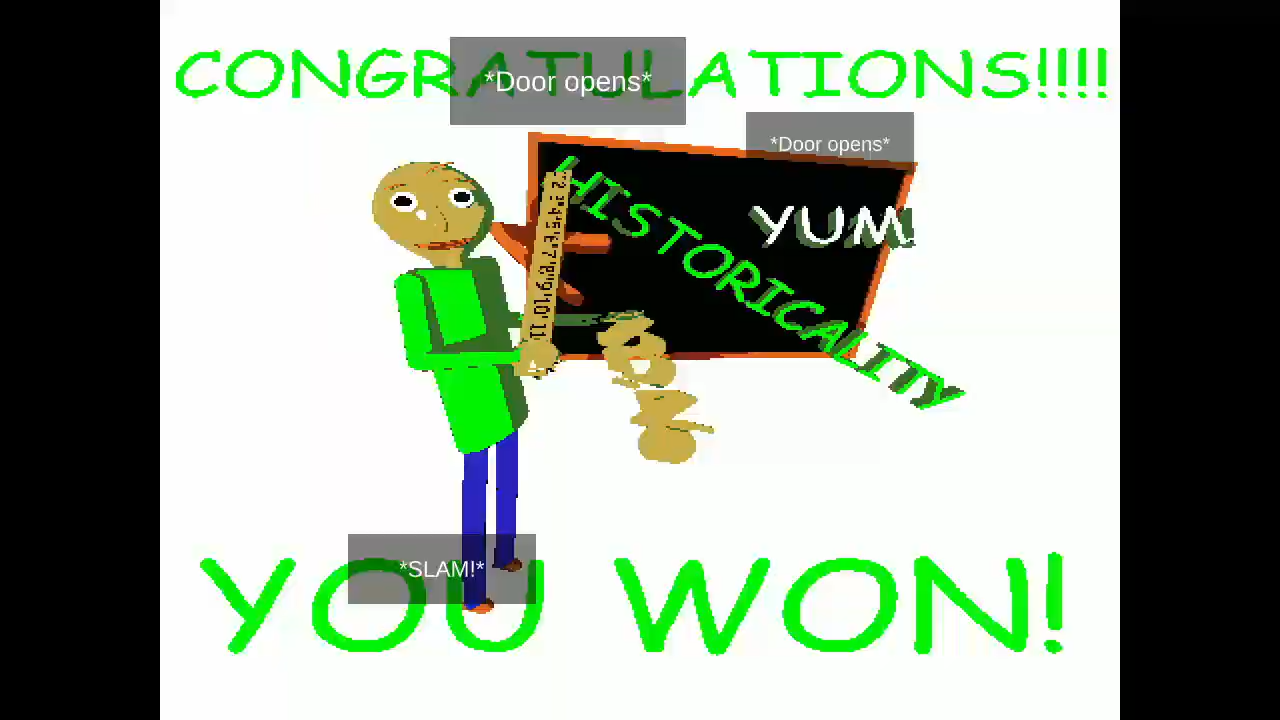 CONGRATULATIONS!!!!
*Door opens*
*Door opens*
HISTORICALITY
YUM!
*SLAM!*
YOU WON!